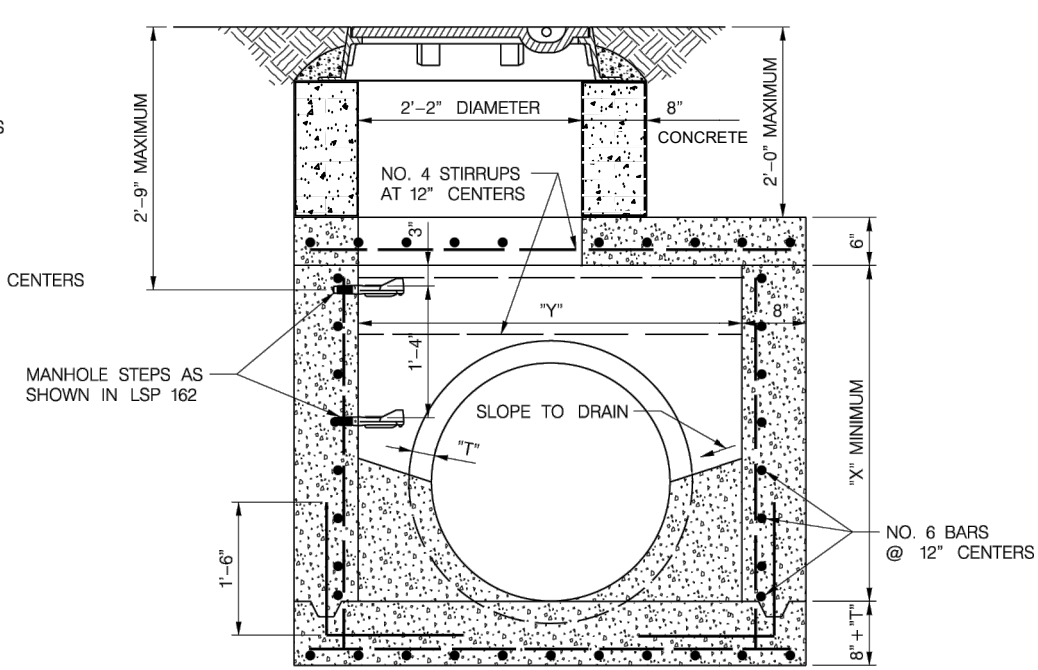 2'-9" MAXIMUM
2'-2" DIAMETER
8"
CONCRETE
2'-0" MAXIMUM
NO. 4 STIRRUPS
AT 12" CENTERS
3"
6"
CENTERS
"Y"
8"
1'-4"
MANHOLE STEPS AS
SHOWN IN LSP 162
SLOPE TO DRAIN
"T"
"X" MINIMUM
1'-6"
NO. 6 BARS
@ 12" CENTERS
8" + "T"